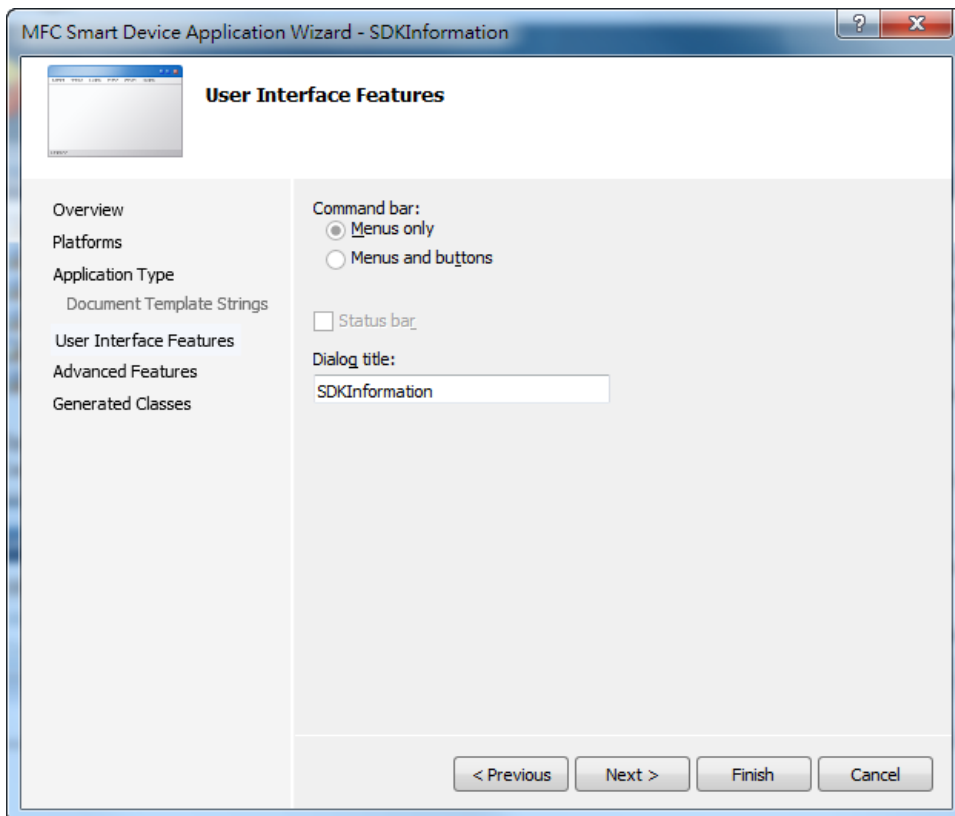 MFC Smart Device Application Wizard - SDKInformation
?
User Interface Features
Overview
Platforms
Application Type
Document Template Strings
User Interface Features
Advanced Features
Generated Classes
Command bar:
Menus only
Menus and buttons
Status bar
Dialog title:
SDKInformation
< Previous
Next >
Finish
Cancel